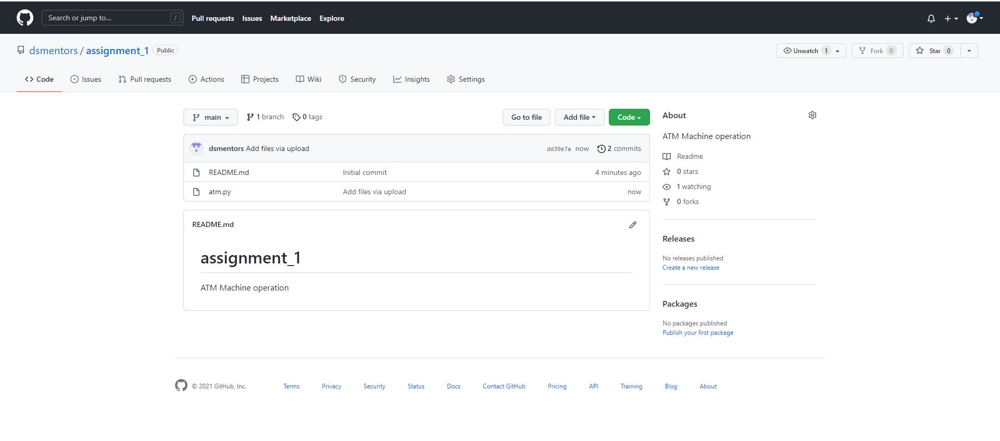 Search or jump to... /
Pull requests Issues Marketplace Explore
dsmentors / assignment_1 Public
Unwatch 1 Fork 0 Star 0
Code Issues Pull requests Actions Projects Wiki Security Insights Settings
main 1 branch 0 tags Go to file Add file Code
dsmentors Add files via upload dd39e7a now 2 commits
README.md Initial commit 4 minutes ago
atm.py Add files via upload now
README.md
assignment_1
ATM Machine operation
About
ATM Machine operation
Readme
0 stars
1 watching
0 forks
Releases
No releases published
Create a new release
Packages
No packages published
Publish your first package
© 2021 GitHub, Inc. Terms Privacy Security Status Docs Contact GitHub Pricing API Training Blog About